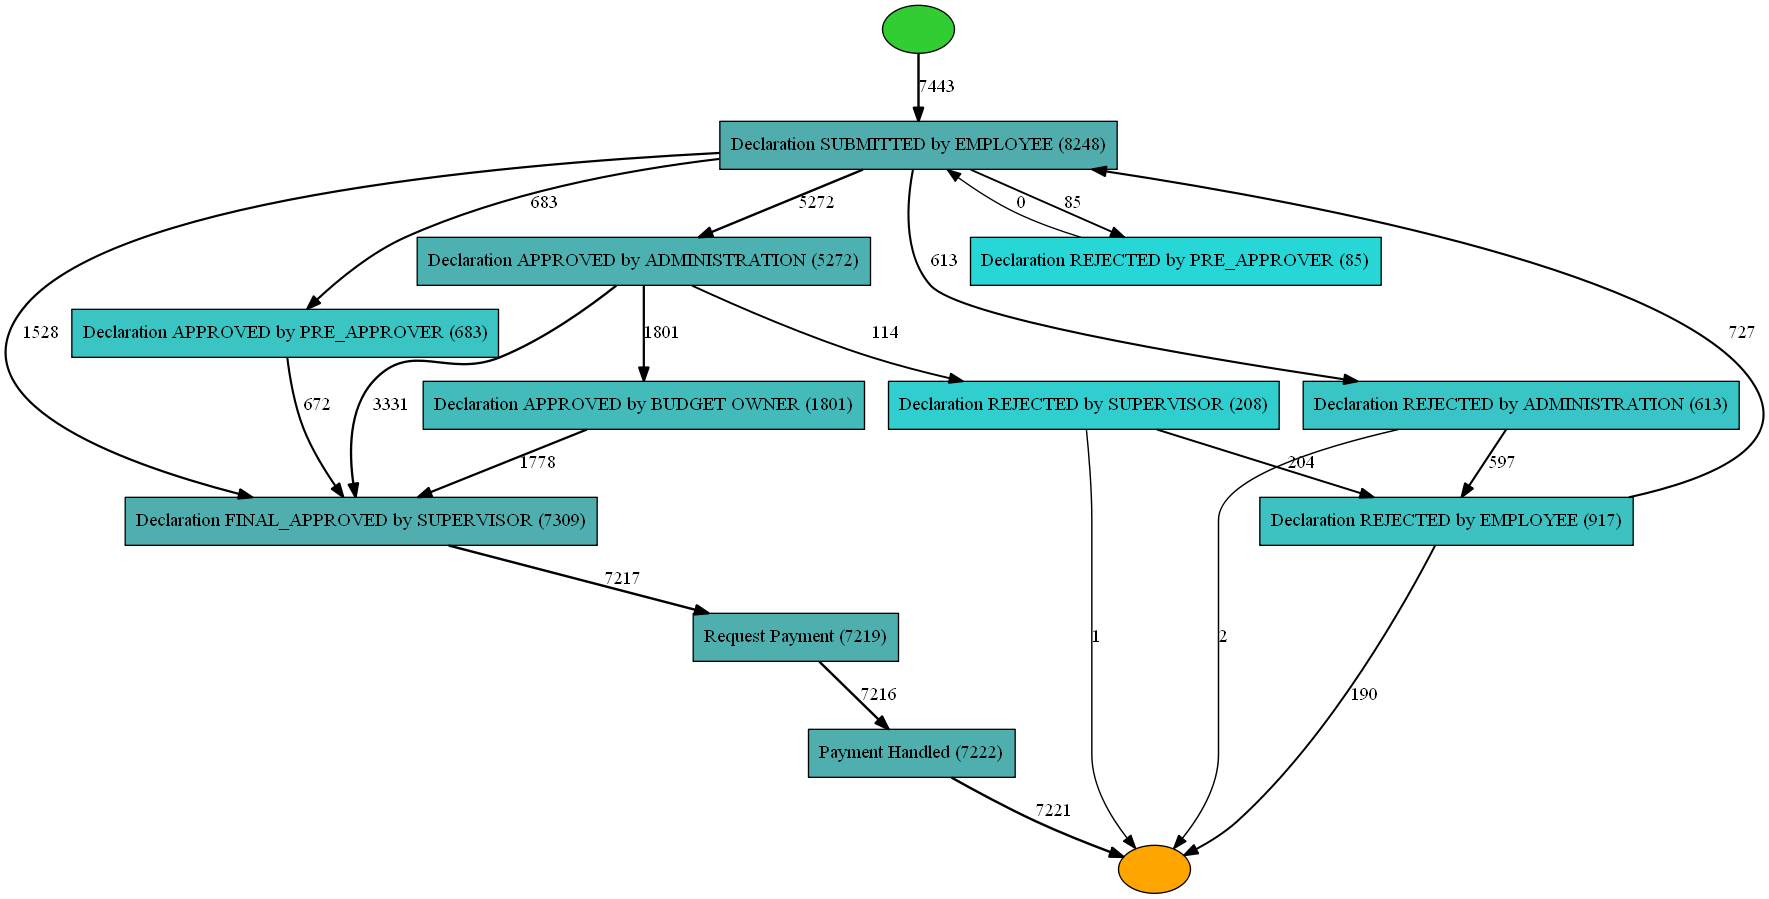 7443
Declaration SUBMITTED by EMPLOYEE (8248)
683
5272
0
85
Declaration APPROVED by ADMINISTRATION (5272)
613
Declaration REJECTED by PRE_APPROVER (85)
1528
Declaration APPROVED by PRE_APPROVER (683)
1801
114
727
672
3331
Declaration APPROVED by BUDGET OWNER (1801)
Declaration REJECTED by SUPERVISOR (208)
Declaration REJECTED by ADMINISTRATION (613)
1778
204
597
Declaration FINAL_APPROVED by SUPERVISOR (7309)
Declaration REJECTED by EMPLOYEE (917)
7217
Request Payment (7219)
1
2
7216
190
Payment Handled (7222)
7221